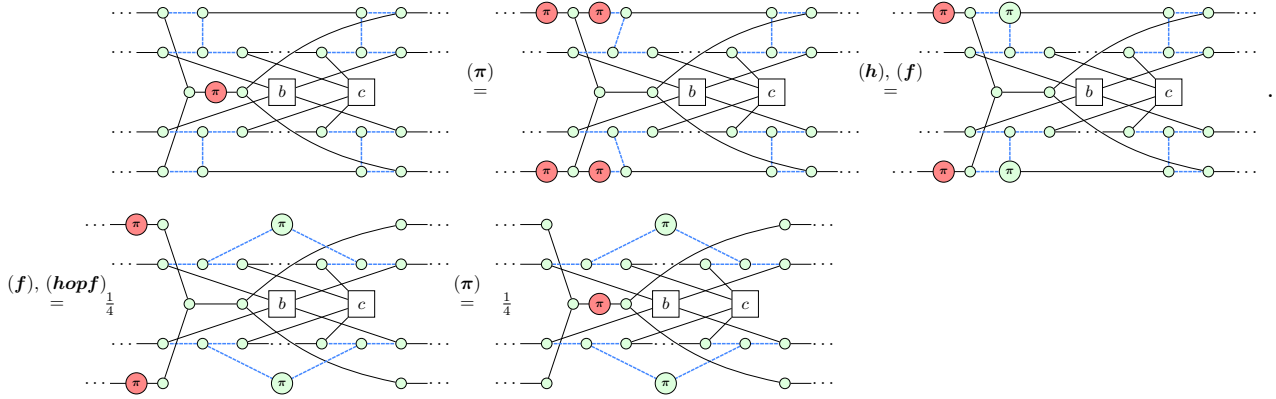 ··· π π π ··· ··· π π ···
··· ··· ··· ··· (π) ··· ··· ··· ··· (h), (f) ··· ··· ··· ···
π b c = b c = b c .
··· ··· ··· ··· ··· ··· ··· ··· ··· ··· ··· ···
··· ··· ··· π π ··· ··· π π ···
··· π π ··· ··· π ···
··· ··· ··· ··· ··· ···
(f), (hopf) = 1/4 b c (π) = 1/4 π b c
··· ··· ··· ··· ··· ···
··· π π ··· ··· π ···